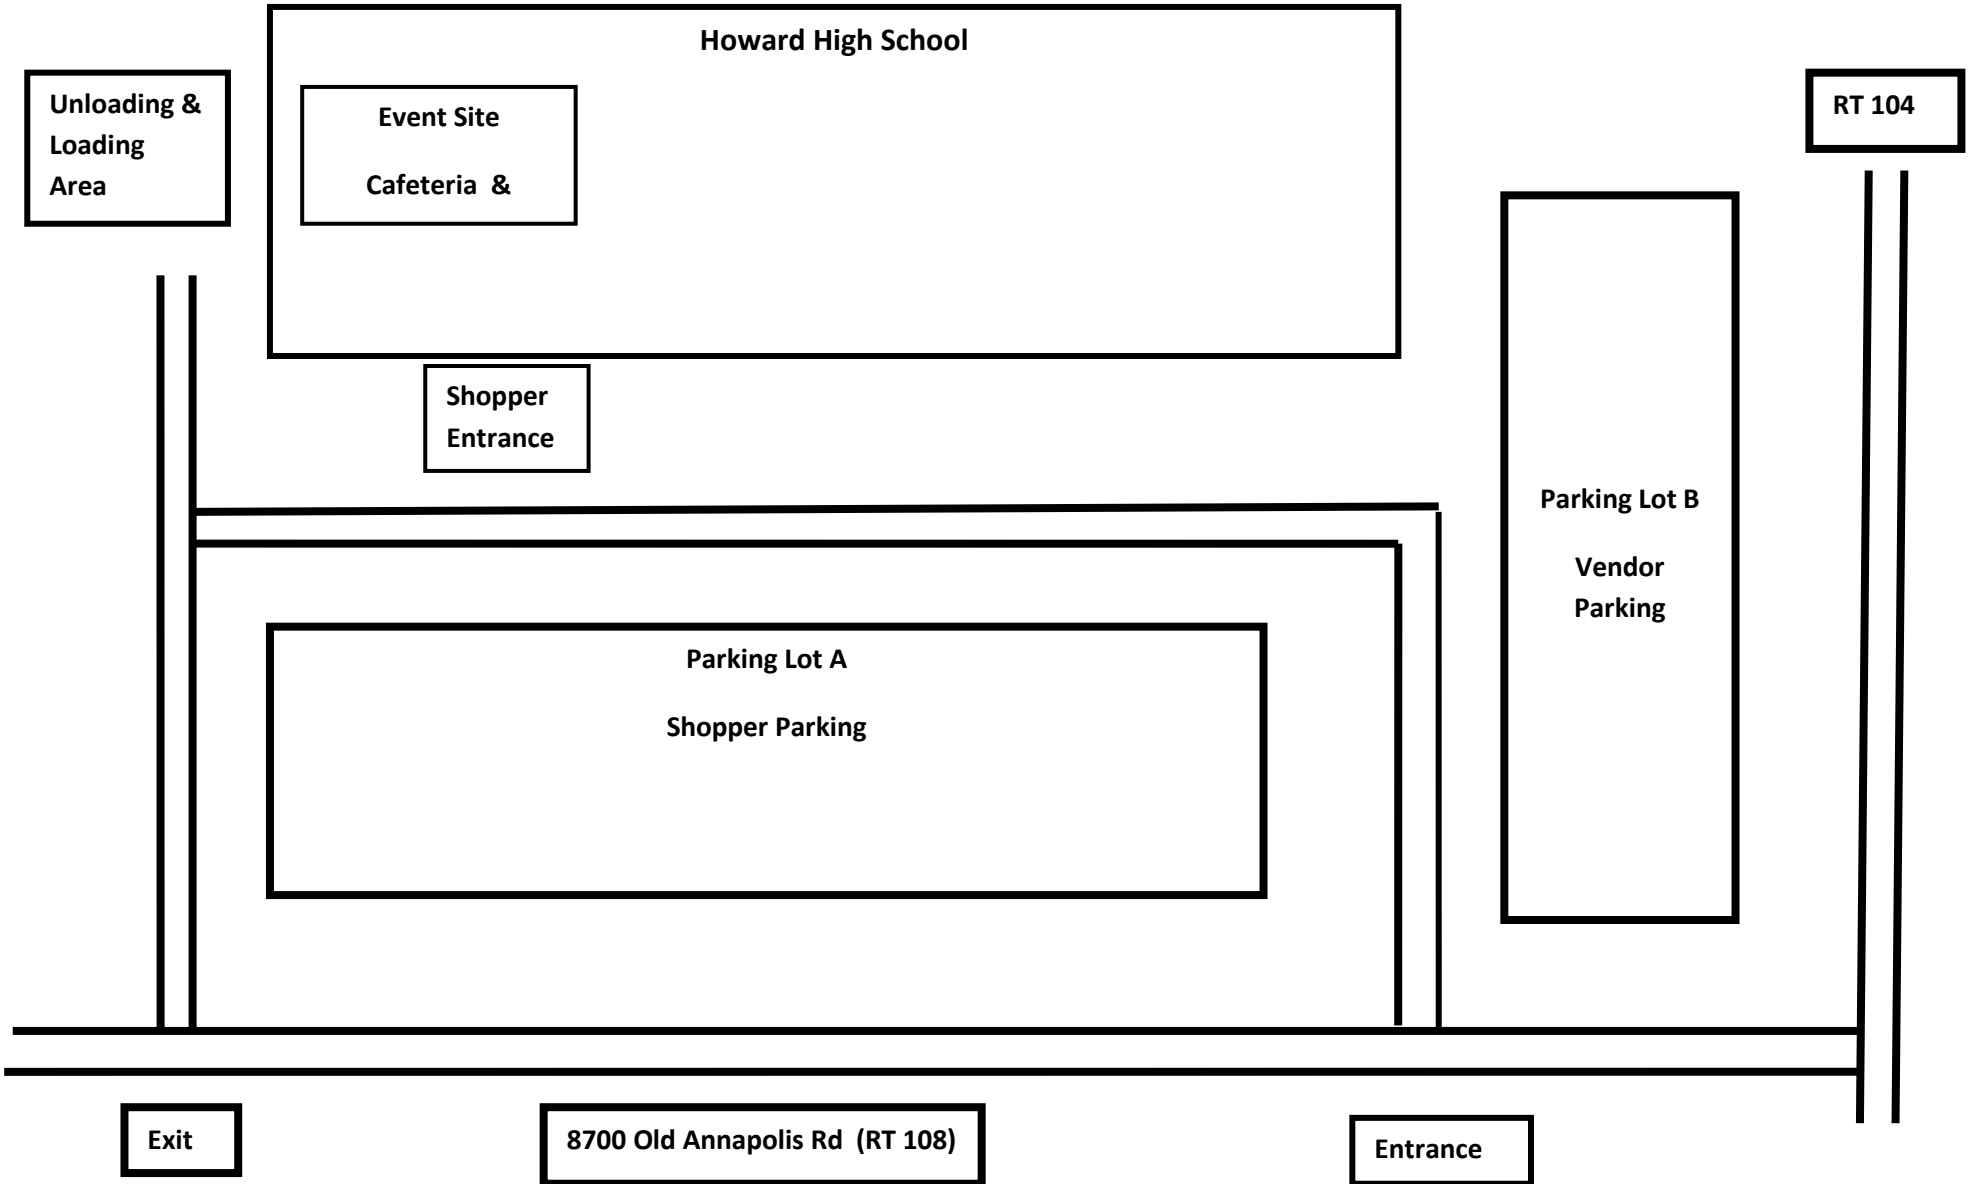 Howard High School
Unloading &
Loading
Area
Event Site
Cafeteria &
RT 104
Shopper
Entrance
Parking Lot B
Vendor
Parking
Parking Lot A
Shopper Parking
Exit
8700 Old Annapolis Rd (RT 108)
Entrance